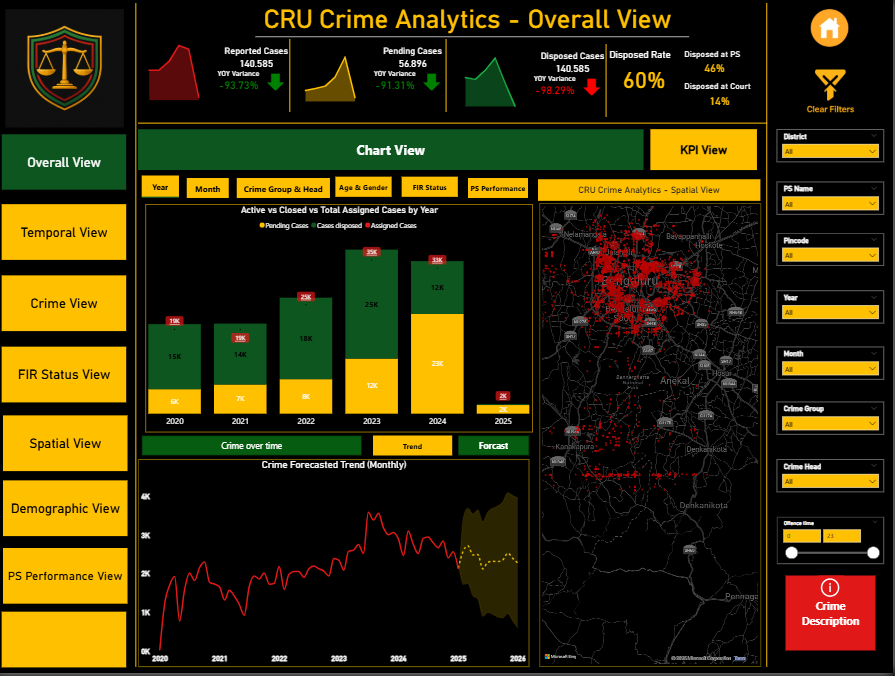 CRU Crime Analytics - Overall View
Reported Cases
140.585
YOY Variance
-93.73%
Pending Cases
56.896
YOY Variance
-91.31%
Disposed Cases
140.585
YOY Variance
-98.29%
Disposed Rate
60%
Disposed at PS
46%
Disposed at Court
14%
Clear Filters
Overall View
Temporal View
Crime View
FIR Status View
Spatial View
Demographic View
PS Performance View
Chart View
KPI View
Year
Month
Crime Group & Head
Age & Gender
FIR Status
PS Performance
CRU Crime Analytics - Spatial View
Active vs Closed vs Total Assigned Cases by Year
Pending Cases Cases disposed Assigned Cases
19K
15K
6K
19K
14K
7K
25K
18K
8K
35K
25K
12K
33K
12K
23K
2K
2K
2020 2021 2022 2023 2024 2025
Crime over time
Trend
Forcast
Crime Forecasted Trend (Monthly)
4K
3K
2K
1K
0K
2020 2021 2022 2023 2024 2025 2026
Nelamangala
Bengaluru
Hoskote
Bannerghatta
National
Park
Anekal
Hosur
Kanakapura
Denkanikota
Denkanikota
Microsoft Bing
Terms
District
All
PS Name
All
Pincode
All
Year
All
Month
All
Crime Group
All
Crime Head
All
Offence time
0
23
Crime
Description